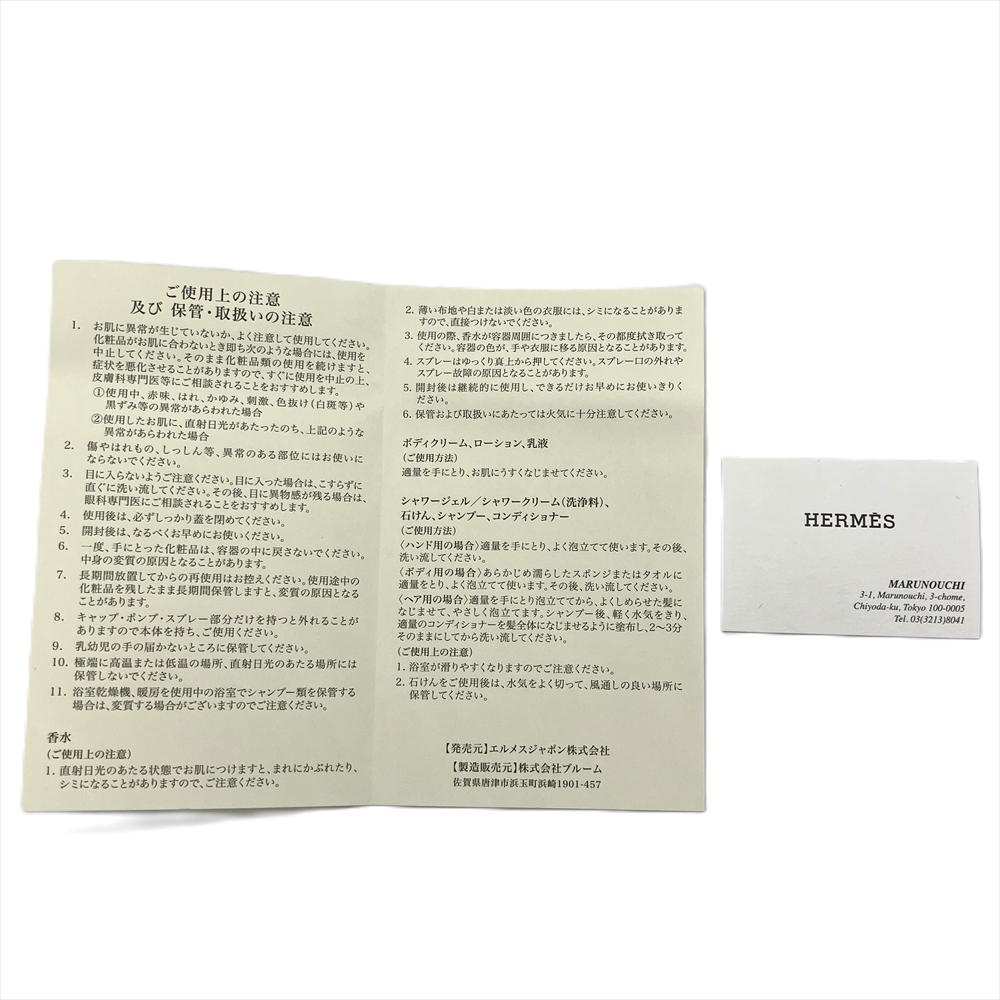 ご使用上の注意
及び 保管・取扱いの注意
1. お肌に異常が生じていないか、よく注意して使用してください。
化粧品がお肌に合わないとき即ち次のような場合には、使用を
中止してください。そのまま化粧品類の使用を続けますと、
症状を悪化させることがありますので、すぐに使用を中止の上、
皮膚科専門医等にご相談されることをおすすめします。
①使用中、赤味、はれ、かゆみ、刺激、色抜け(白斑等)や
黒ずみ等の異常があらわれた場合
②使用したお肌に、直射日光があたったのち、上記のような
異常があらわれた場合
2. 傷やはれもの、しっしん等、異常のある部位にはお使いに
ならないでください。
3. 目に入らないようご注意ください。目に入った場合は、こすらずに
直ぐに洗い流してください。その後、目に異物感が残る場合は、
眼科専門医にご相談されることをおすすめします。
4. 使用後は、必ずしっかり蓋を閉めてください。
5. 開封後は、なるべくお早めにお使いください。
6. 一度、手にとった化粧品は、容器の中に戻さないでください。
中身の変質の原因となることがあります。
7. 長期間放置してからの再使用はお控えください。使用途中の
化粧品を残したまま長期間保管しますと、変質の原因となる
ことがあります。
8. キャップ・ポンプ・スプレー部分だけを持つと外れることが
ありますので本体を持ち、ご使用ください。
9. 乳幼児の手の届かないところに保管してください。
10. 極端に高温または低温の場所、直射日光のあたる場所には
保管しないでください。
11. 浴室乾燥機、暖房を使用中の浴室でシャンプー類を保管する
場合は、変質する場合がございますのでご注意ください。
香水
(ご使用上の注意)
1. 直射日光のあたる状態でお肌につけますと、まれにかぶれたり、
シミになることがありますので、ご注意ください。
2. 薄い布地や白または淡い色の衣服には、シミになることがありま
すので、直接つけないでください。
3. 使用の際、香水が容器周囲につきましたら、その都度拭き取って
ください。容器の色が、手や衣服に移る原因となることがあります。
4. スプレーはゆっくり真上から押してください。スプレー口の外れや
スプレー故障の原因となることがあります。
5. 開封後は継続的に使用し、できるだけお早めにお使いきりく
ださい。
6. 保管および取扱いにあたっては火気に十分注意してください。
ボディクリーム、ローション、乳液
(ご使用方法)
適量を手にとり、お肌にうすくなじませてください。
シャワージェル/シャワークリーム(洗浄料)、
石けん、シャンプー、コンディショナー
(ご使用方法)
〈ハンド用の場合〉適量を手にとり、よく泡立てて使います。その後、
洗い流してください。
〈ボディ用の場合〉あらかじめ濡らしたスポンジまたはタオルに
適量をとり、よく泡立てて使います。その後、洗い流してください。
〈ヘア用の場合〉適量を手にとり泡立ててから、よくしめらせた髪に
なじませて、やさしく泡立てます。シャンプー後、軽く水気をきり、
適量のコンディショナーを髪全体になじませるように塗布し、2～3分
そのままにしてから洗い流してください。
(ご使用上の注意)
1. 浴室が滑りやすくなりますのでご注意ください。
2. 石けんをご使用後は、水気をよく切って、風通しの良い場所に
保管してください。
【発売元】エルメスジャポン株式会社
【製造販売元】株式会社ブルーム
佐賀県唐津市浜玉町浜崎1901-457
HERMÈS
MARUNOUCHI
3-1, Marunouchi, 3-chome,
Chiyoda-ku, Tokyo 100-0005
Tel. 03(3213)8041